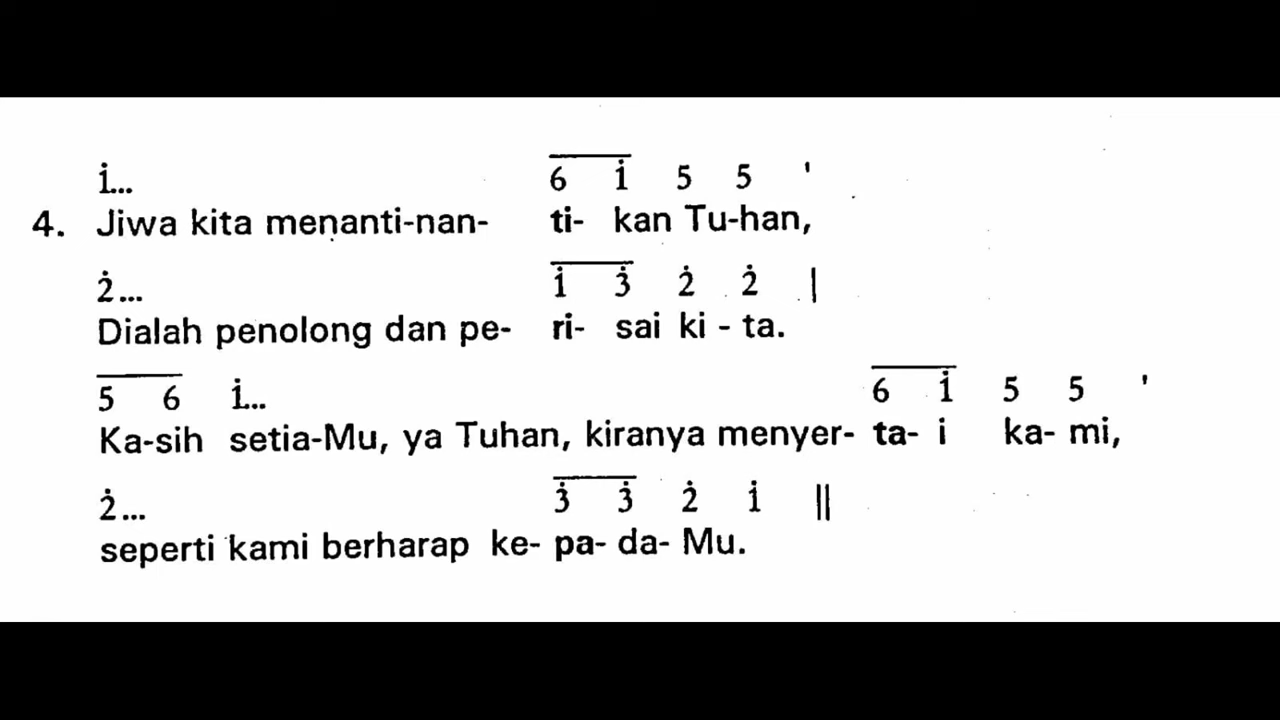 i̇... 6 i̇ 5 5 '
4. Jiwa kita menanti-nan- ti- kan Tu-han,
2̇... 1̇ 3̇ 2̇ 2̇ |
Dialah penolong dan pe- ri- sai ki - ta.
5 6 i̇... 6 i̇ 5 5 '
Ka-sih setia-Mu, ya Tuhan, kiranya menyer- ta- i ka- mi,
2̇... 3̇ 3̇ 2̇ i̇ ||
seperti kami berharap ke- pa- da- Mu.